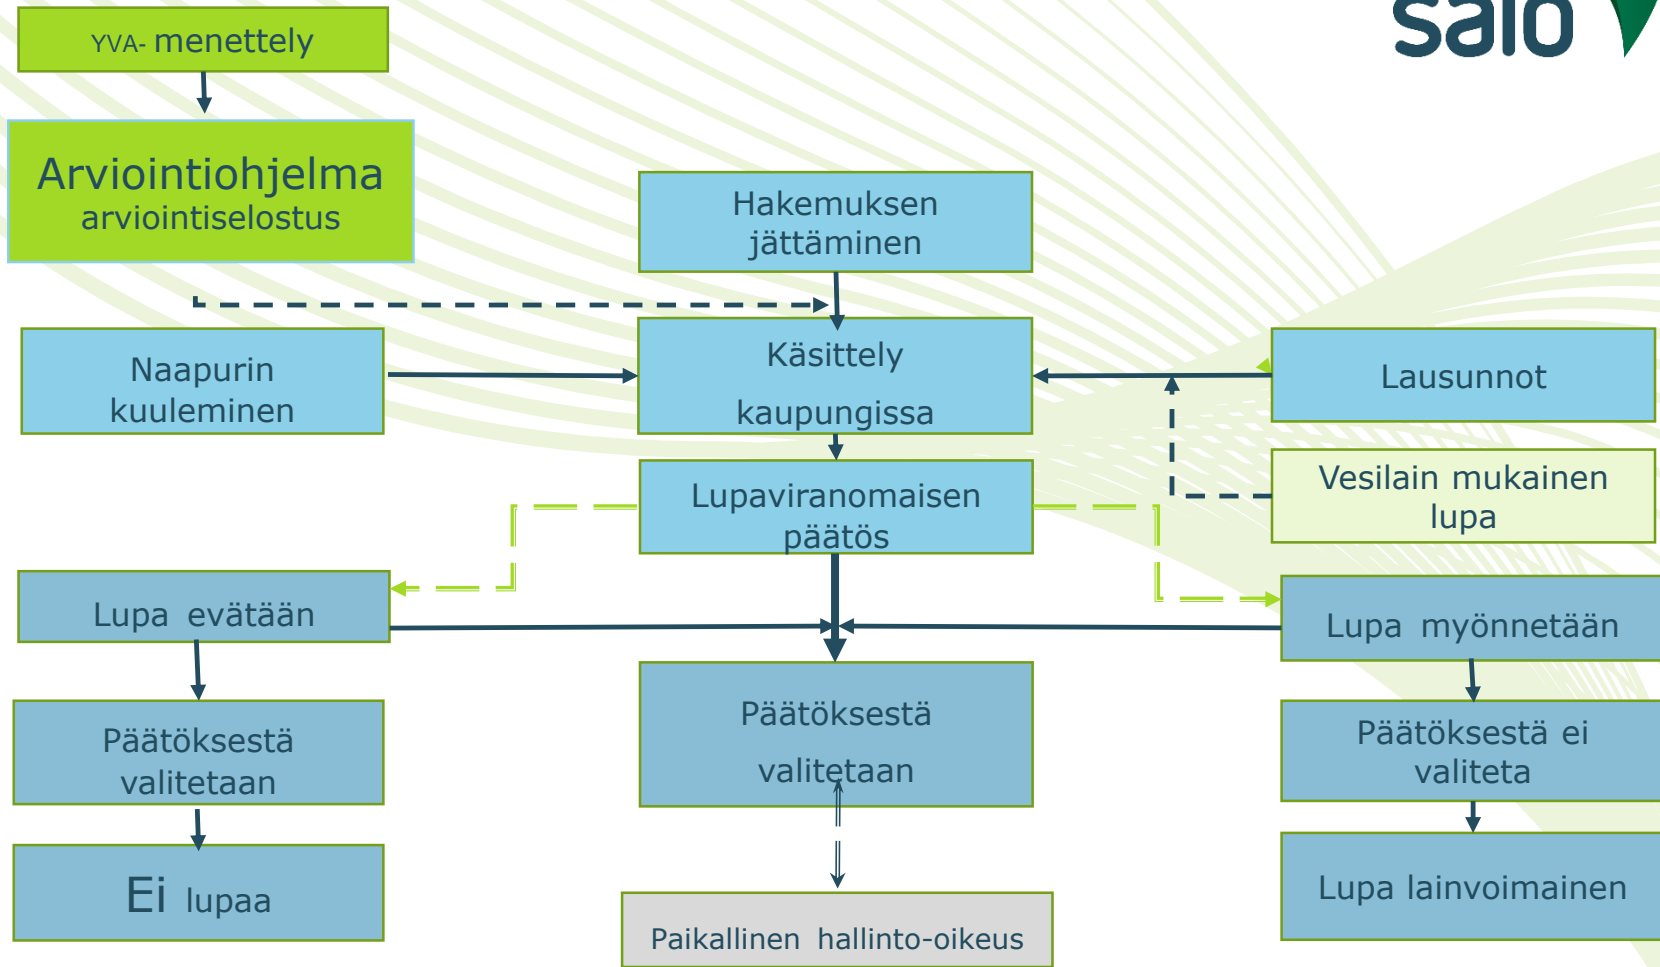 salo
YVA- menettely
Arviointiohjelma
arviointiselostus
Hakemuksen
jättäminen
Naapurin
kuuleminen
Käsittely
kaupungissa
Lausunnot
Lupaviranomaisen
päätös
Vesilain mukainen
lupa
Lupa evätään
Lupa myönnetään
Päätöksestä
valitetaan
Päätöksestä
valitetaan
Päätöksestä ei
valiteta
Ei lupaa
Paikallinen hallinto-oikeus
Lupa lainvoimainen